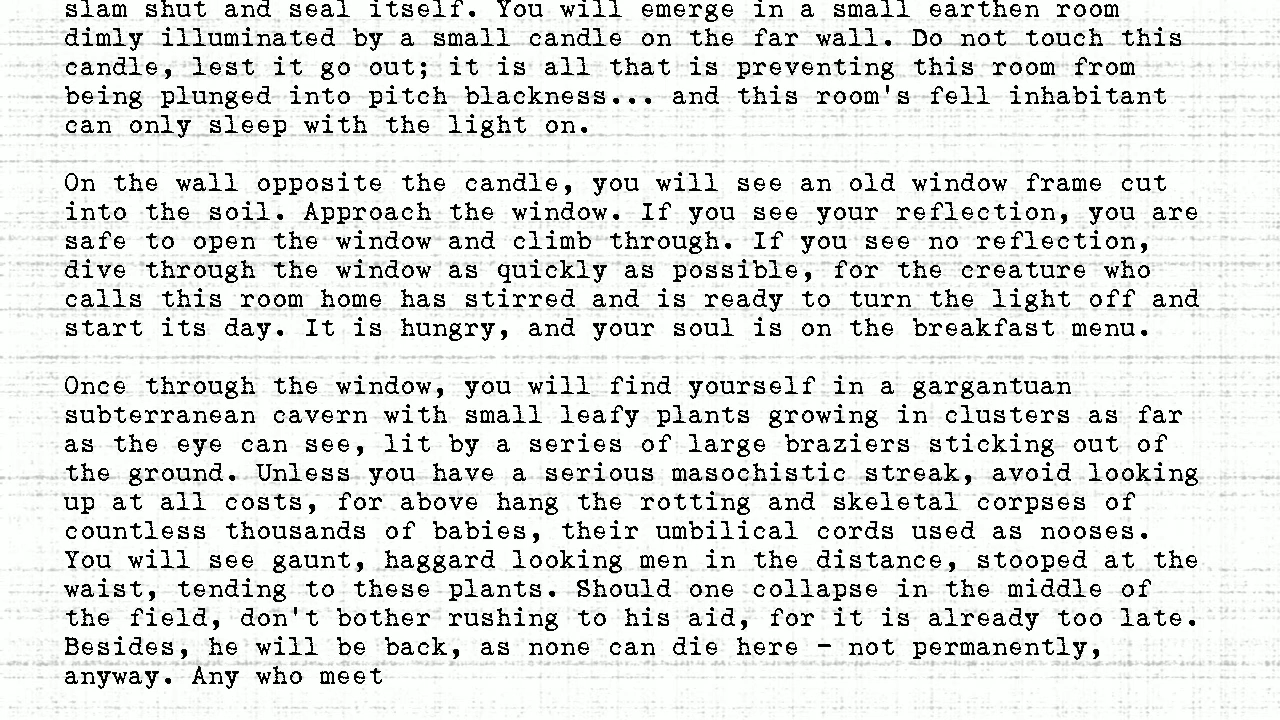 slam shut and seal itself. You will emerge in a small earthen room
dimly illuminated by a small candle on the far wall. Do not touch this
candle, lest it go out; it is all that is preventing this room from
being plunged into pitch blackness... and this room's fell inhabitant
can only sleep with the light on.
On the wall opposite the candle, you will see an old window frame cut
into the soil. Approach the window. If you see your reflection, you are
safe to open the window and climb through. If you see no reflection,
dive through the window as quickly as possible, for the creature who
calls this room home has stirred and is ready to turn the light off and
start its day. It is hungry, and your soul is on the breakfast menu.
Once through the window, you will find yourself in a gargantuan
subterranean cavern with small leafy plants growing in clusters as far
as the eye can see, lit by a series of large braziers sticking out of
the ground. Unless you have a serious masochistic streak, avoid looking
up at all costs, for above hang the rotting and skeletal corpses of
countless thousands of babies, their umbilical cords used as nooses.
You will see gaunt, haggard looking men in the distance, stooped at the
waist, tending to these plants. Should one collapse in the middle of
the field, don't bother rushing to his aid, for it is already too late.
Besides, he will be back, as none can die here – not permanently,
anyway. Any who meet